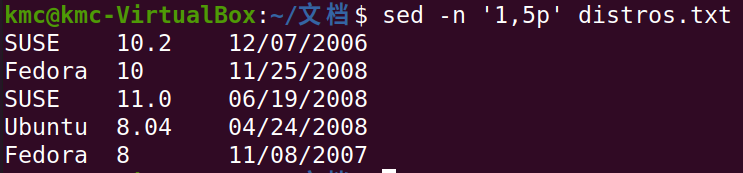 kmc@kmc-VirtualBox:~/文档$ sed -n '1,5p' distros.txt
SUSE    10.2    12/07/2006
Fedora  10      11/25/2008
SUSE    11.0    06/19/2008
Ubuntu  8.04    04/24/2008
Fedora  8       11/08/2007